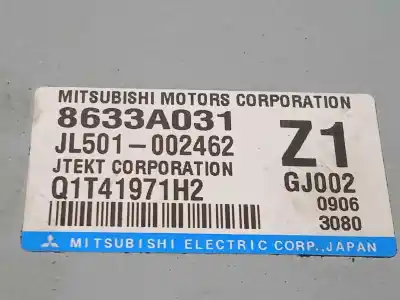 MITSUBISHI MOTORS CORPORATION
8633A031
JL501-002462
Z1
JTEKT CORPORATION
Q1T41971H2
GJ002
0906
3080
MITSUBISHI ELECTRIC CORP.,JAPAN